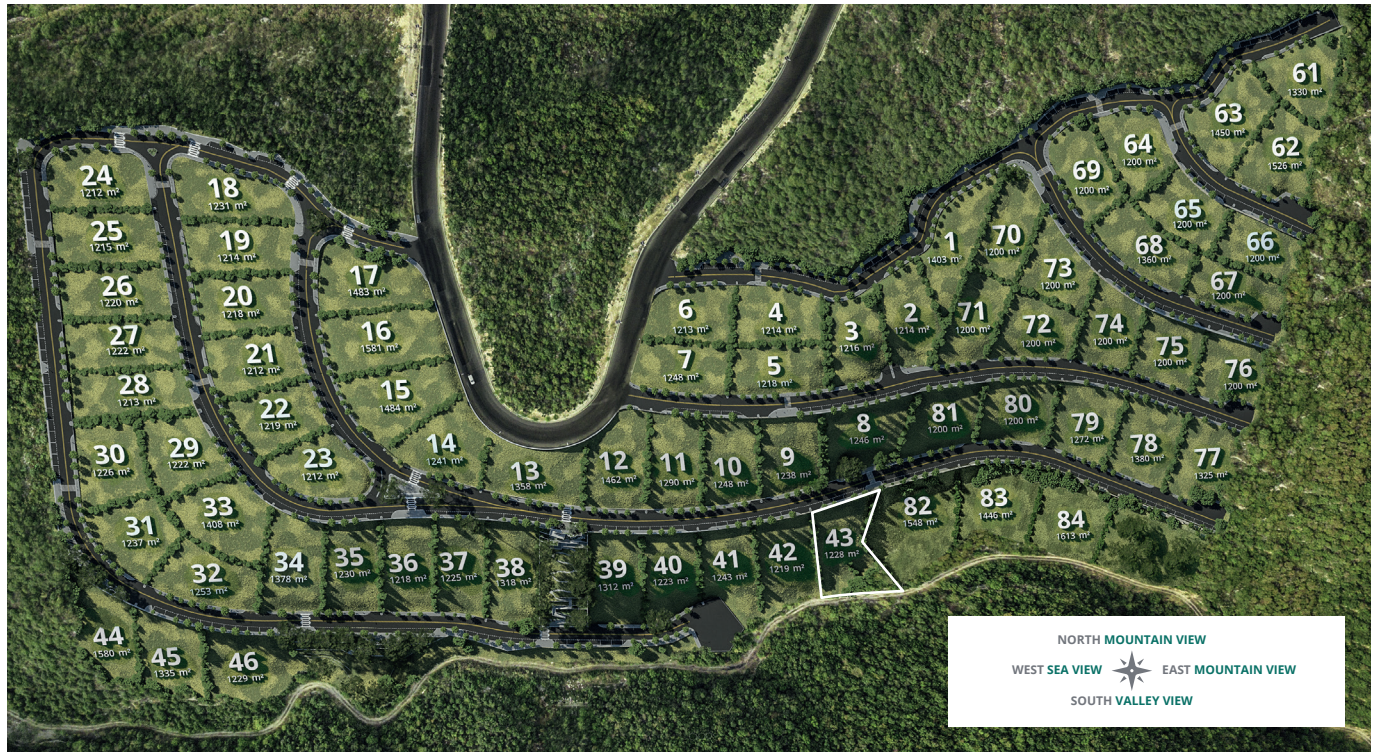 61
1330 m²
63
1450 m²
62
1526 m²
64
1200 m²
69
1200 m²
65
1200 m²
66
1200 m²
68
1360 m²
67
1200 m²
1
1403 m
70
1200 m²
73
1200 m²
24
1212 m²
18
1231 m²
25
1215 m²
19
1214 m²
17
1483 m²
26
1220 m²
20
1218 m²
16
1581 m²
27
1222 m²
21
1212 m²
28
1213 m²
22
1219 m²
15
1484 m²
6
1213 m²
4
1214 m²
3
1216 m²
2
1214 m²
71
1200 m²
72
1200 m²
74
1200 m²
75
1200 m²
76
1200 m²
7
1248 m²
5
1218 m²
30
1226 m²
29
1222 m²
23
1212 m²
14
1241 m²
13
1358 m²
12
1462 m²
11
1290 m²
10
1248 m²
9
1238 m²
8
1246 m²
81
1200 m²
80
1200 m²
79
1272 m²
78
1380 m²
77
1325 m²
31
1237 m²
33
1408 m²
32
1253 m²
34
1378 m²
35
1230 m²
36
1218 m²
37
1225 m²
38
318 m²
39
1312 m²
40
1223 m²
41
1243 m²
42
1219 m²
43
1228 m²
82
1548 m²
83
1446 m²
84
1613 m²
44
1580 m²
45
1335 m²
46
1229 m²
NORTH MOUNTAIN VIEW
WEST SEA VIEW EAST MOUNTAIN VIEW
SOUTH VALLEY VIEW